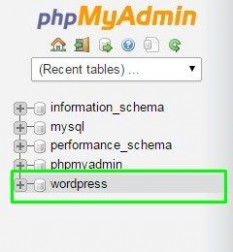 phpMyAdmin
(Recent tables) ...
information_schema
mysql
performance_schema
phpmyadmin
wordpress